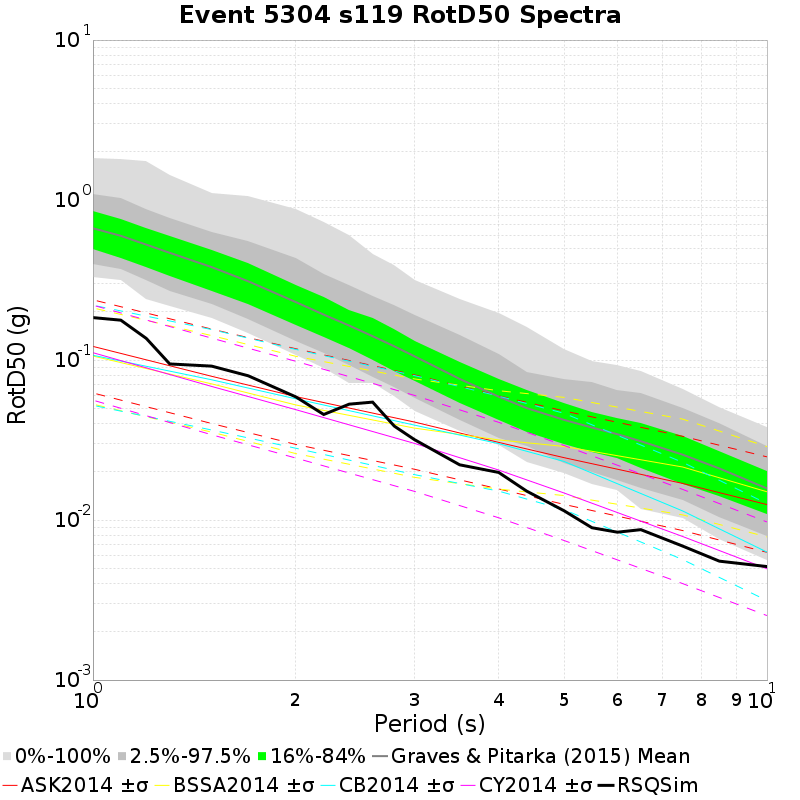 Event 5304 s119 RotD50 Spectra
10^1
10^0
10^-1
10^-2
10^-3
RotD50 (g)
10^0 2 3 4 5 6 7 8 9 10^1
Period (s)
0%-100% 2.5%-97.5% 16%-84% Graves & Pitarka (2015) Mean
ASK2014 ±σ BSSA2014 ±σ CB2014 ±σ CY2014 ±σ RSQSim